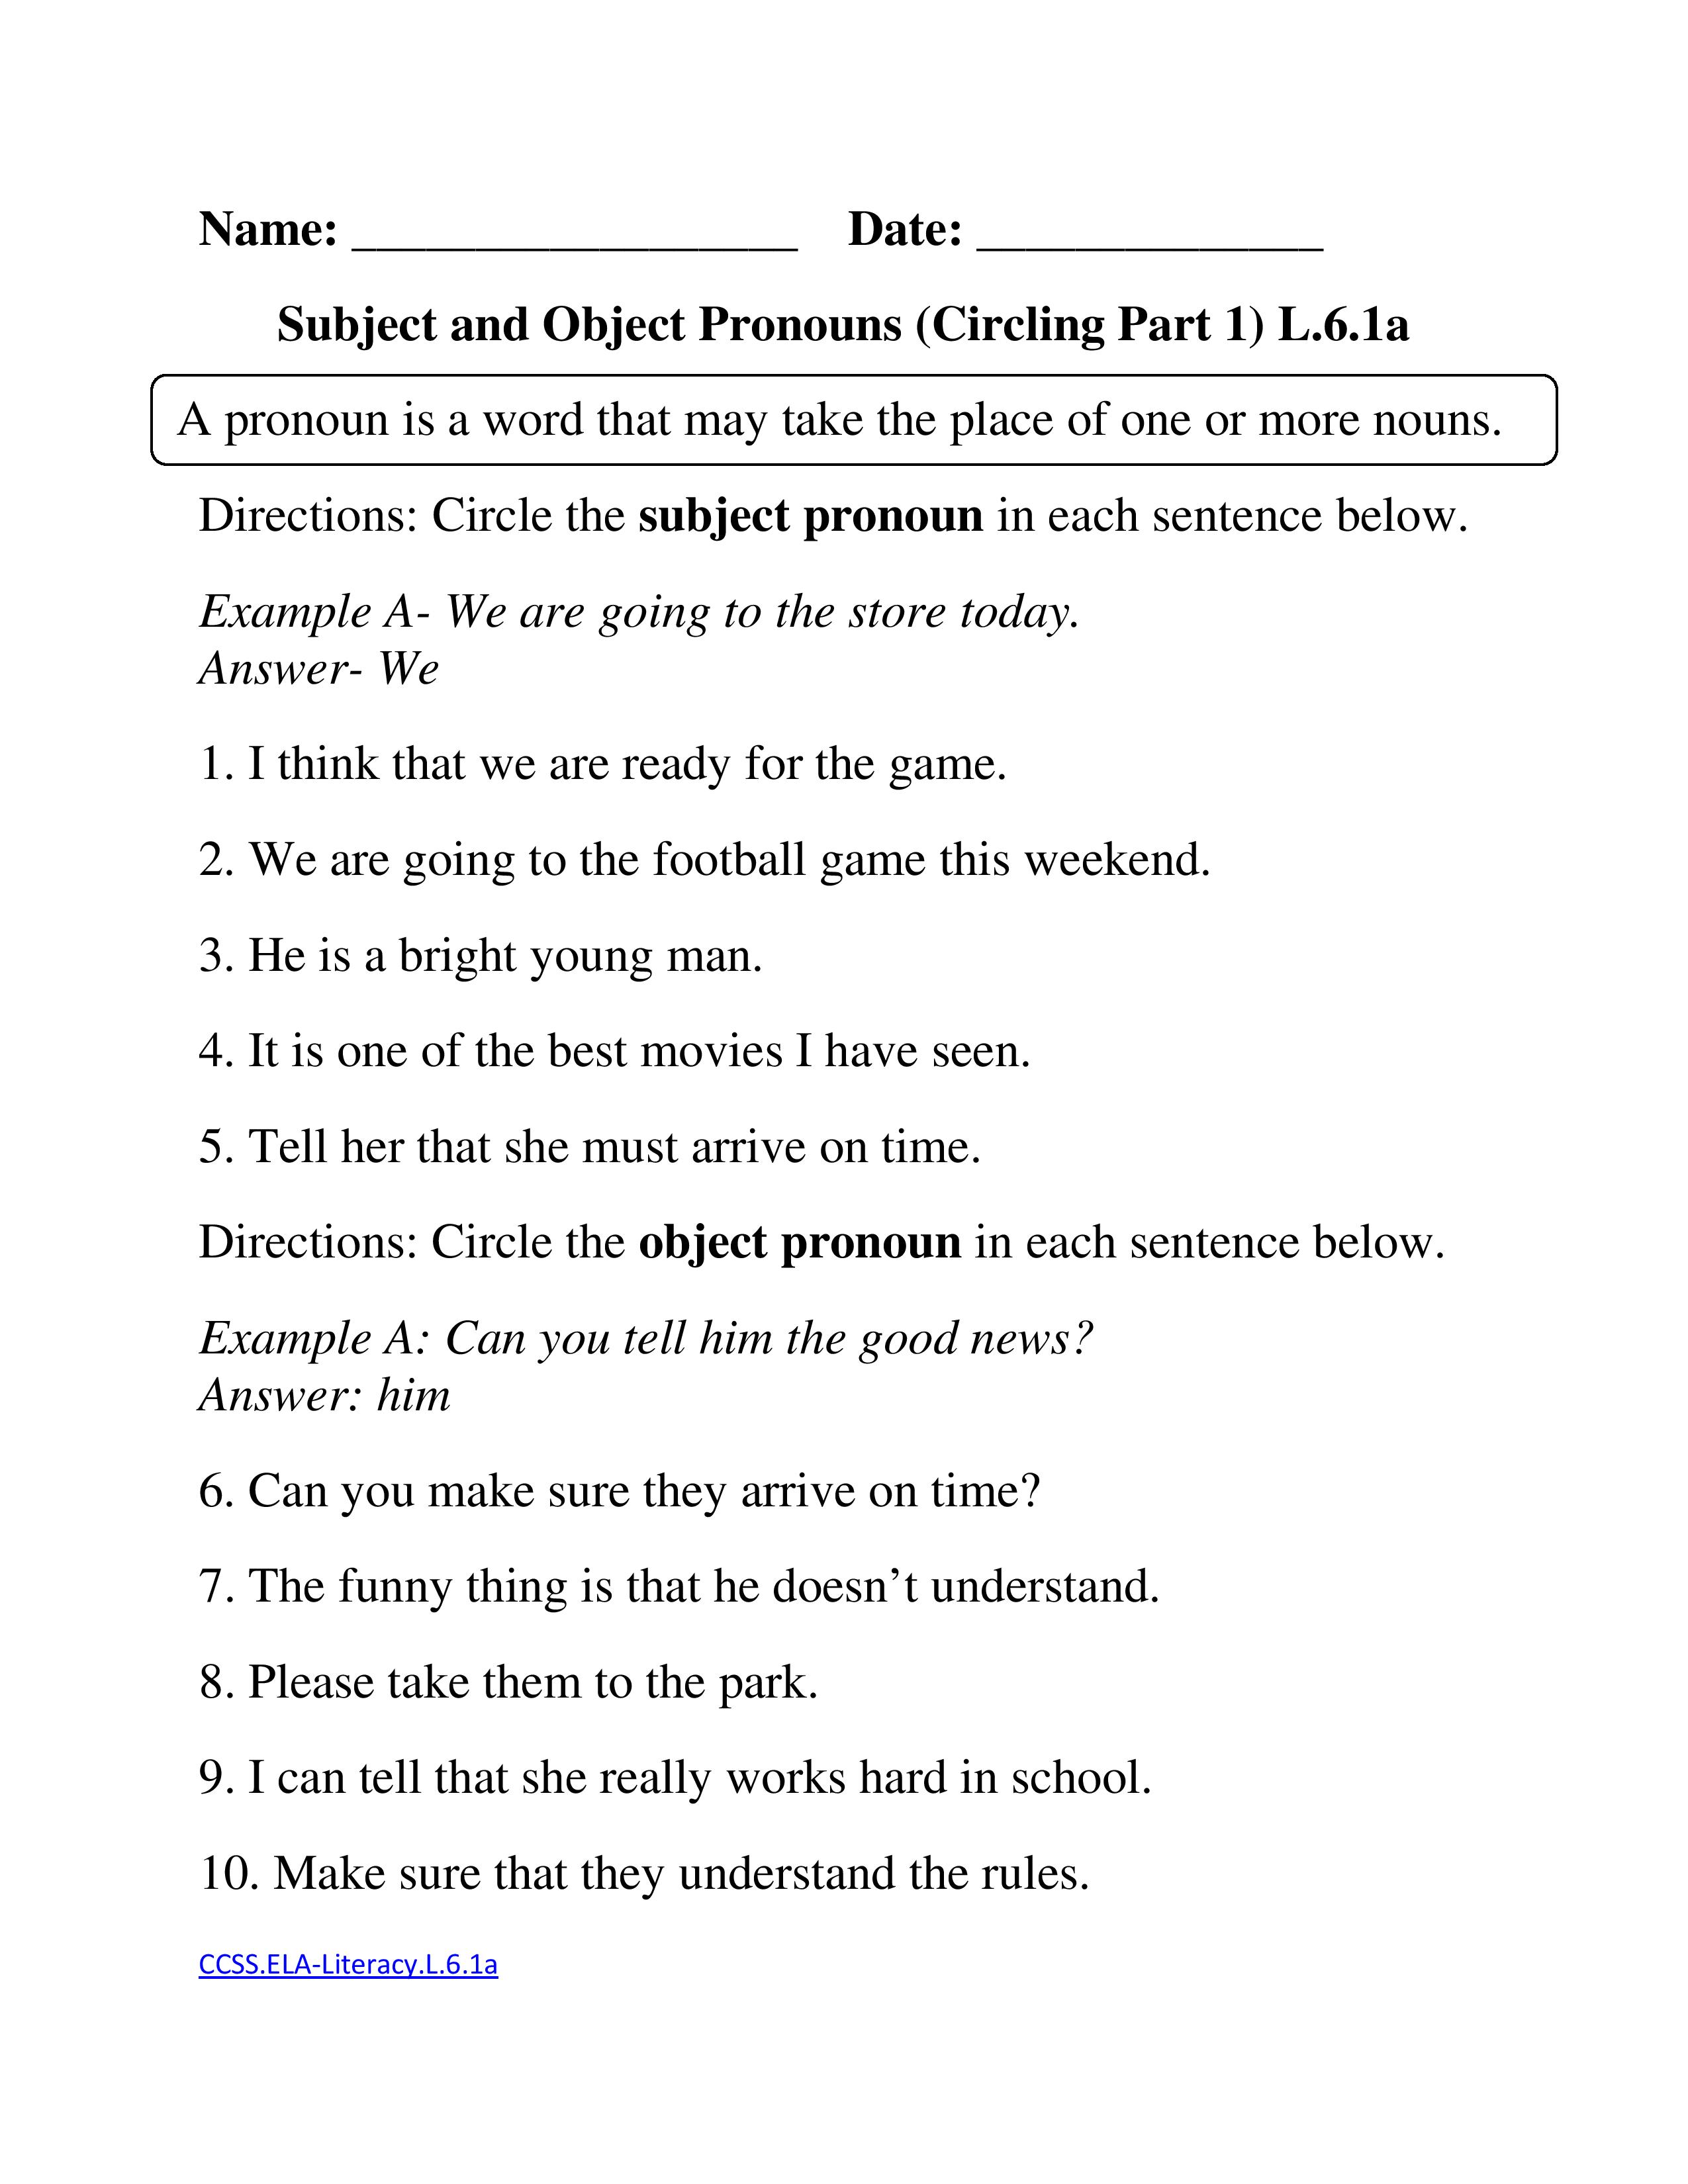 Name: __________________ Date: ______________
Subject and Object Pronouns (Circling Part 1) L.6.1a
A pronoun is a word that may take the place of one or more nouns.
Directions: Circle the subject pronoun in each sentence below.
Example A- We are going to the store today.
Answer- We
1. I think that we are ready for the game.
2. We are going to the football game this weekend.
3. He is a bright young man.
4. It is one of the best movies I have seen.
5. Tell her that she must arrive on time.
Directions: Circle the object pronoun in each sentence below.
Example A: Can you tell him the good news?
Answer: him
6. Can you make sure they arrive on time?
7. The funny thing is that he doesn’t understand.
8. Please take them to the park.
9. I can tell that she really works hard in school.
10. Make sure that they understand the rules.
CCSS.ELA-Literacy.L.6.1a